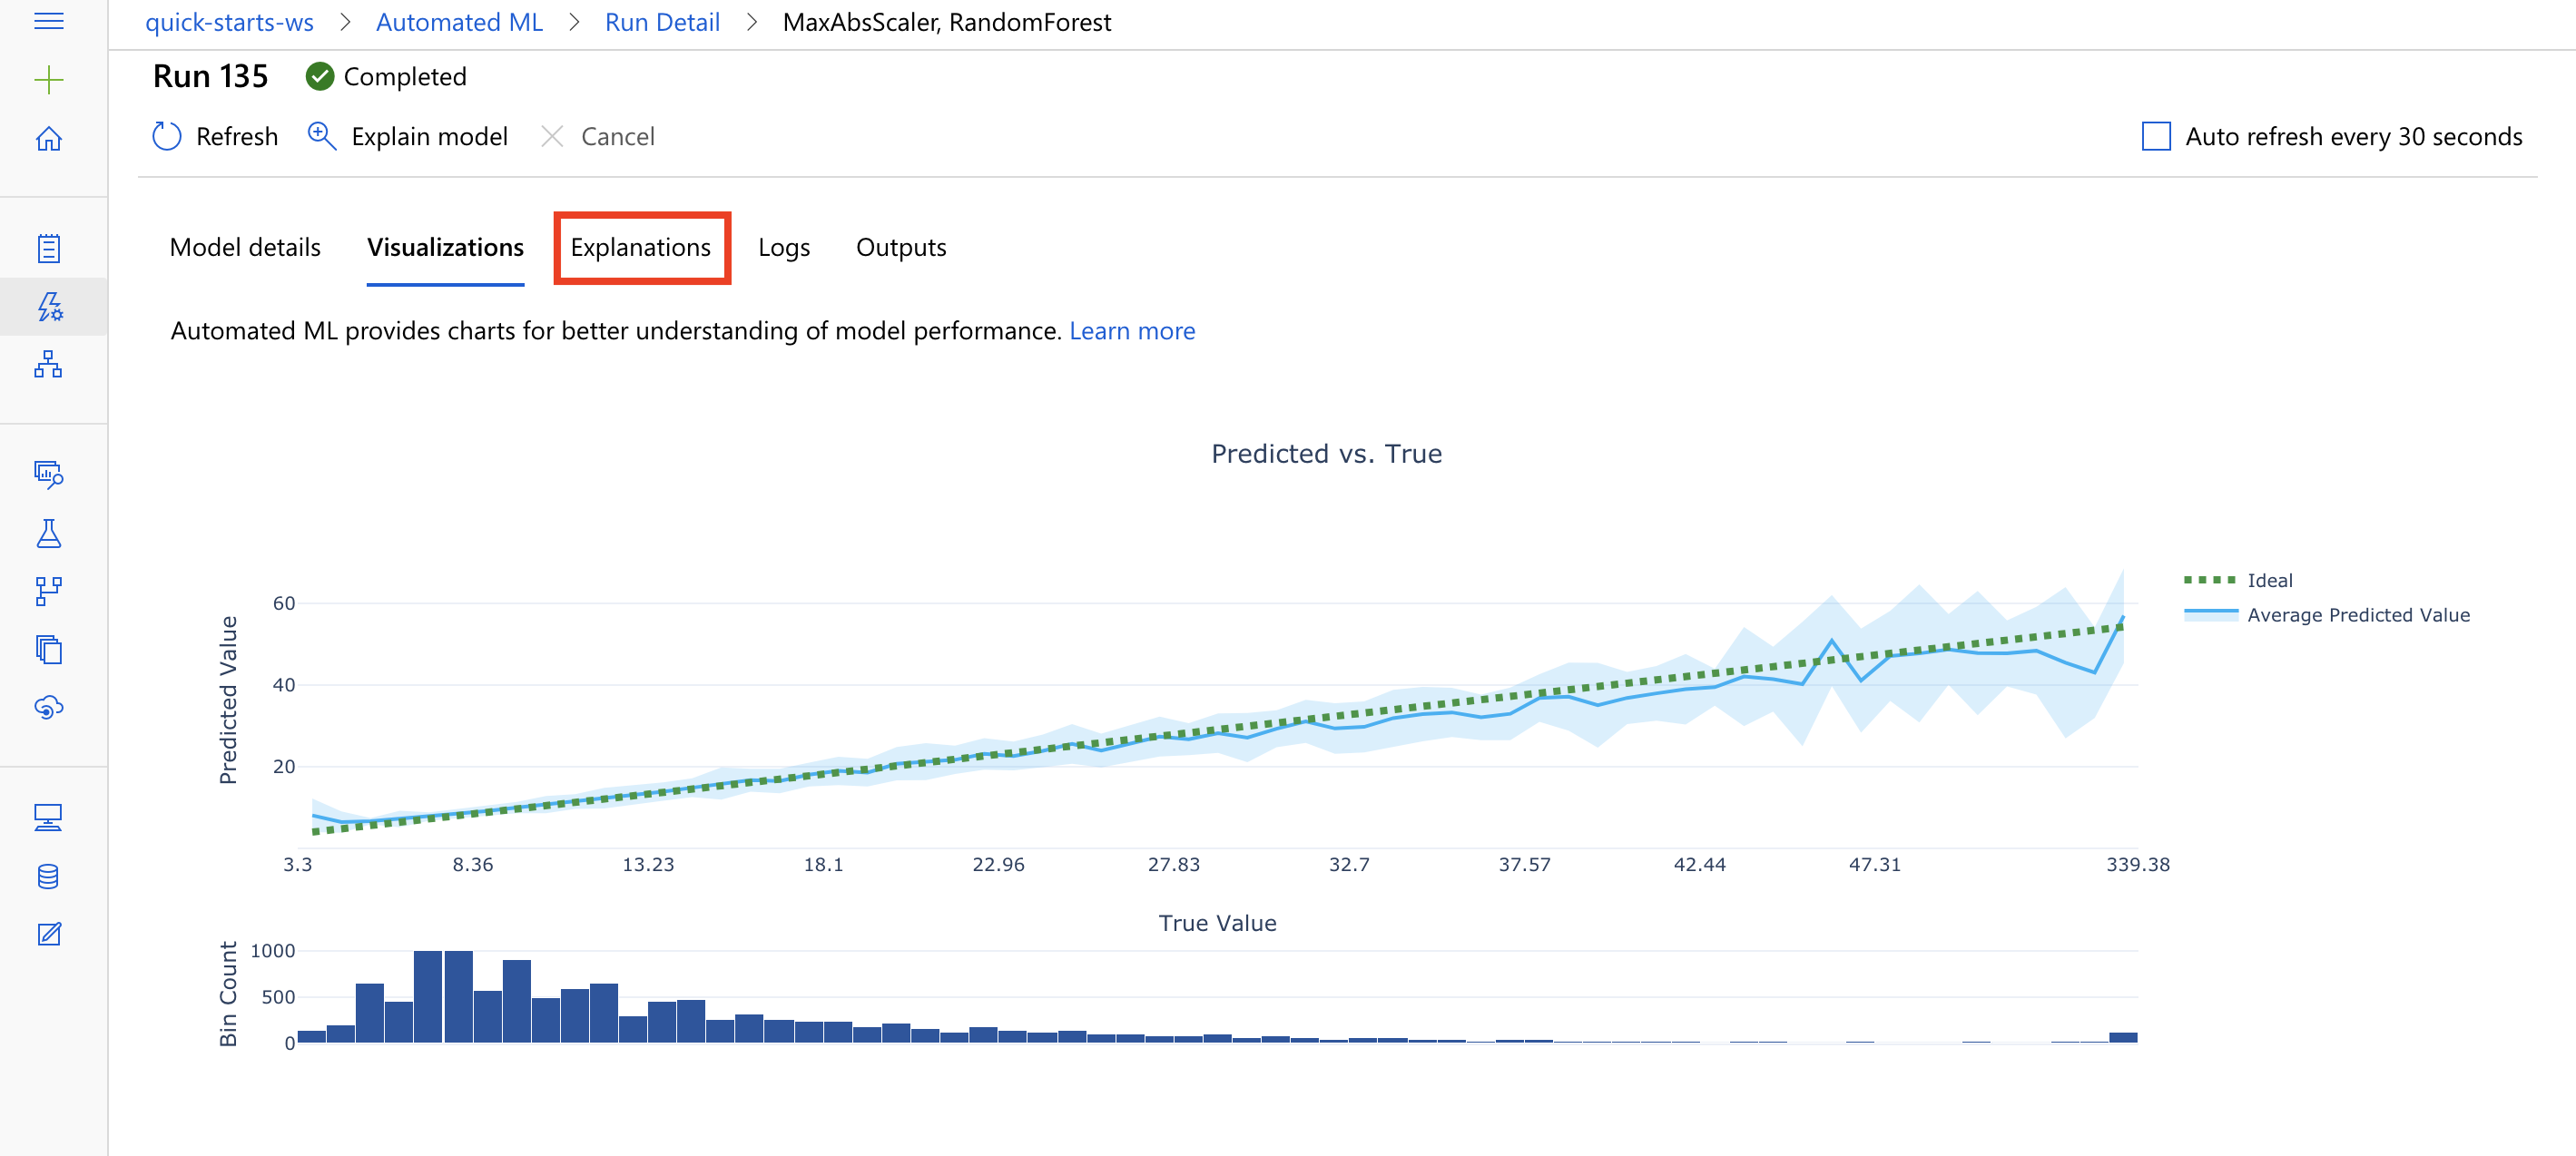 quick-starts-ws > Automated ML > Run Detail > MaxAbsScaler, RandomForest
Run 135 Completed
Refresh Explain model Cancel Auto refresh every 30 seconds
Model details Visualizations Explanations Logs Outputs
Automated ML provides charts for better understanding of model performance. Learn more
Predicted vs. True
Ideal
Average Predicted Value
Predicted Value
60
40
20
3.3 8.36 13.23 18.1 22.96 27.83 32.7 37.57 42.44 47.31 339.38
True Value
Bin Count
1000
500
0